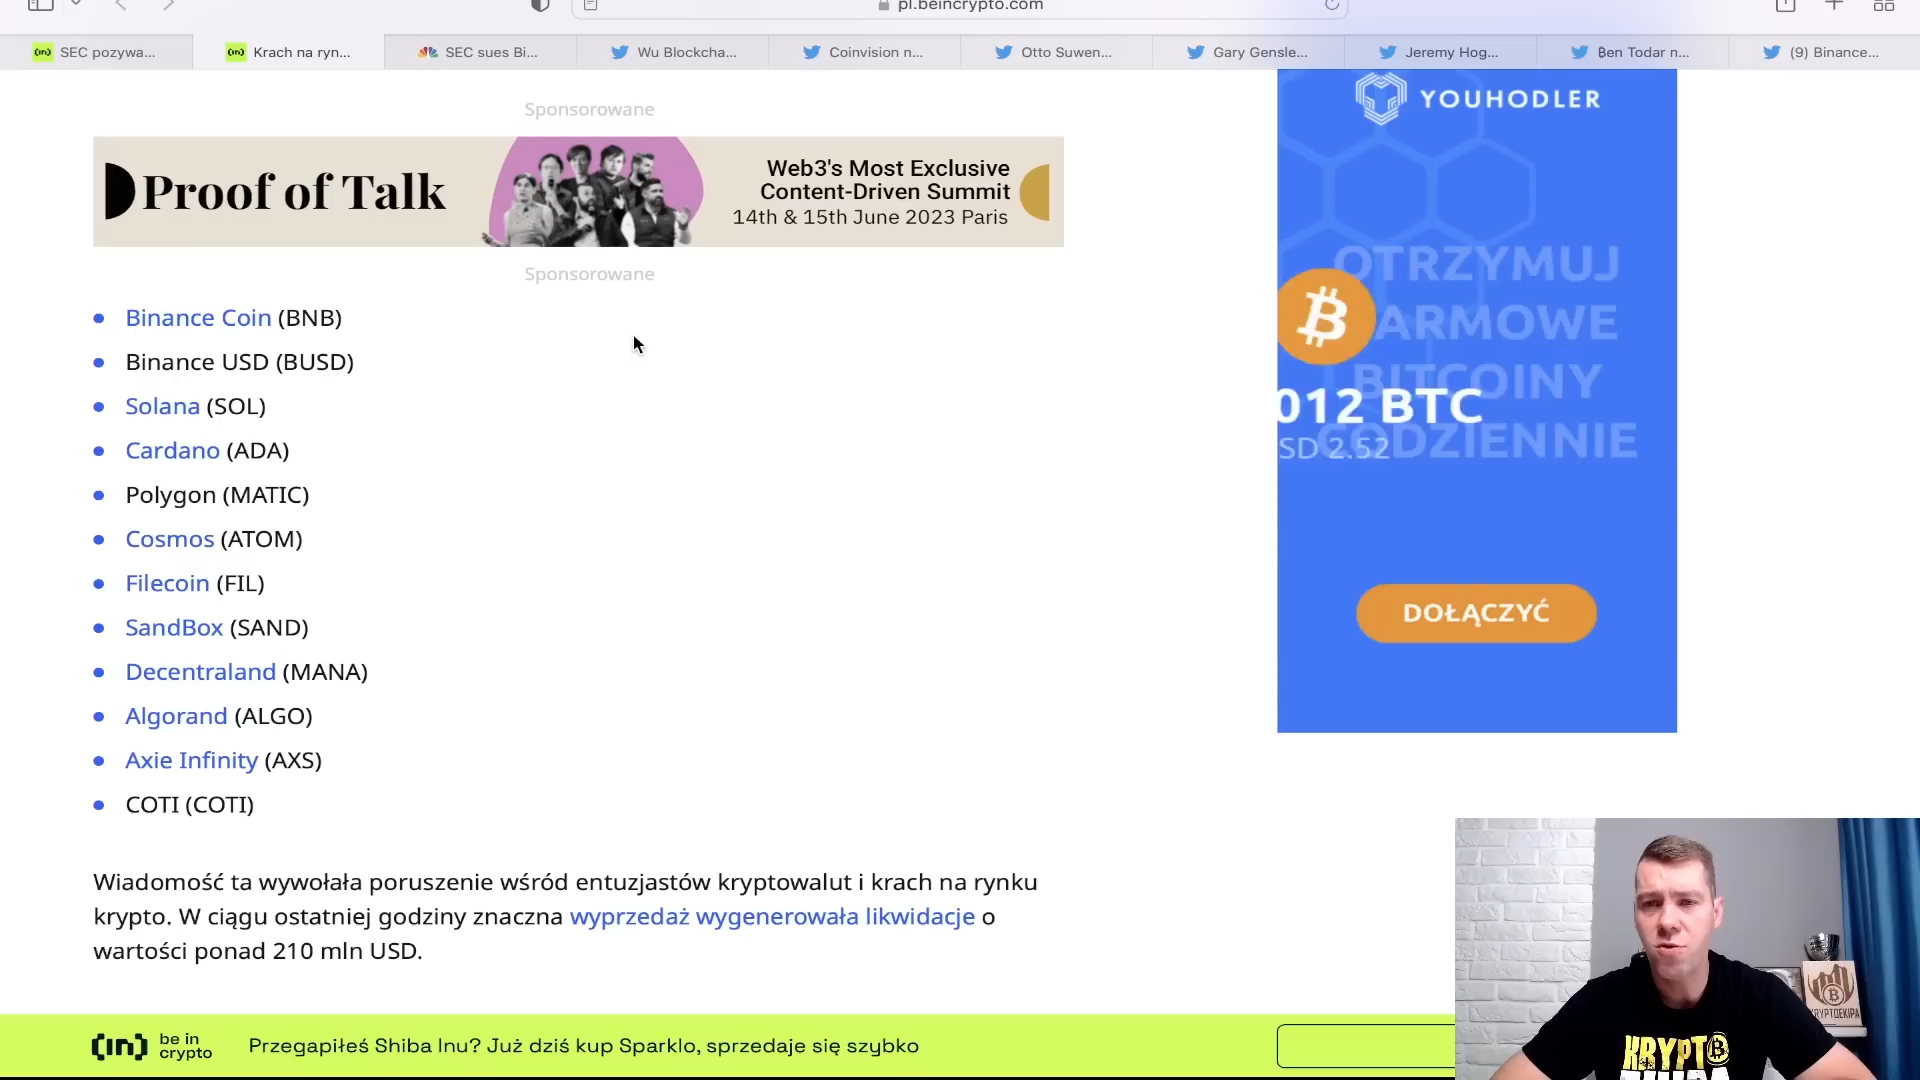 pl.beincrypto.com
SEC pozywa...
Krach na ryn...
SEC sues Bi...
Wu Blockcha...
Coinvision n...
Otto Suwen...
Gary Gensle...
Jeremy Hog...
Ben Todar n...
(9) Binance...
Sponsorowane
Proof of Talk
Web3's Most Exclusive
Content-Driven Summit
14th & 15th June 2023 Paris
Sponsorowane
Binance Coin (BNB)
Binance USD (BUSD)
Solana (SOL)
Cardano (ADA)
Polygon (MATIC)
Cosmos (ATOM)
Filecoin (FIL)
SandBox (SAND)
Decentraland (MANA)
Algorand (ALGO)
Axie Infinity (AXS)
COTI (COTI)
Wiadomość ta wywołała poruszenie wśród entuzjastów kryptowalut i krach na rynku
krypto. W ciągu ostatniej godziny znaczna wyprzedaż wygenerowała likwidacje o
wartości ponad 210 mln USD.
YOUHODLER
OTRZYMUJ
ARMOWE
BITCOINY
012 BTC
SD 2.52
CODZIENNIE
DOŁĄCZYĆ
(in) be in
crypto
Przegapiłeś Shiba Inu? Już dziś kup Sparklo, sprzedaje się szybko
KRYPTOEKIPA
KRYPTO